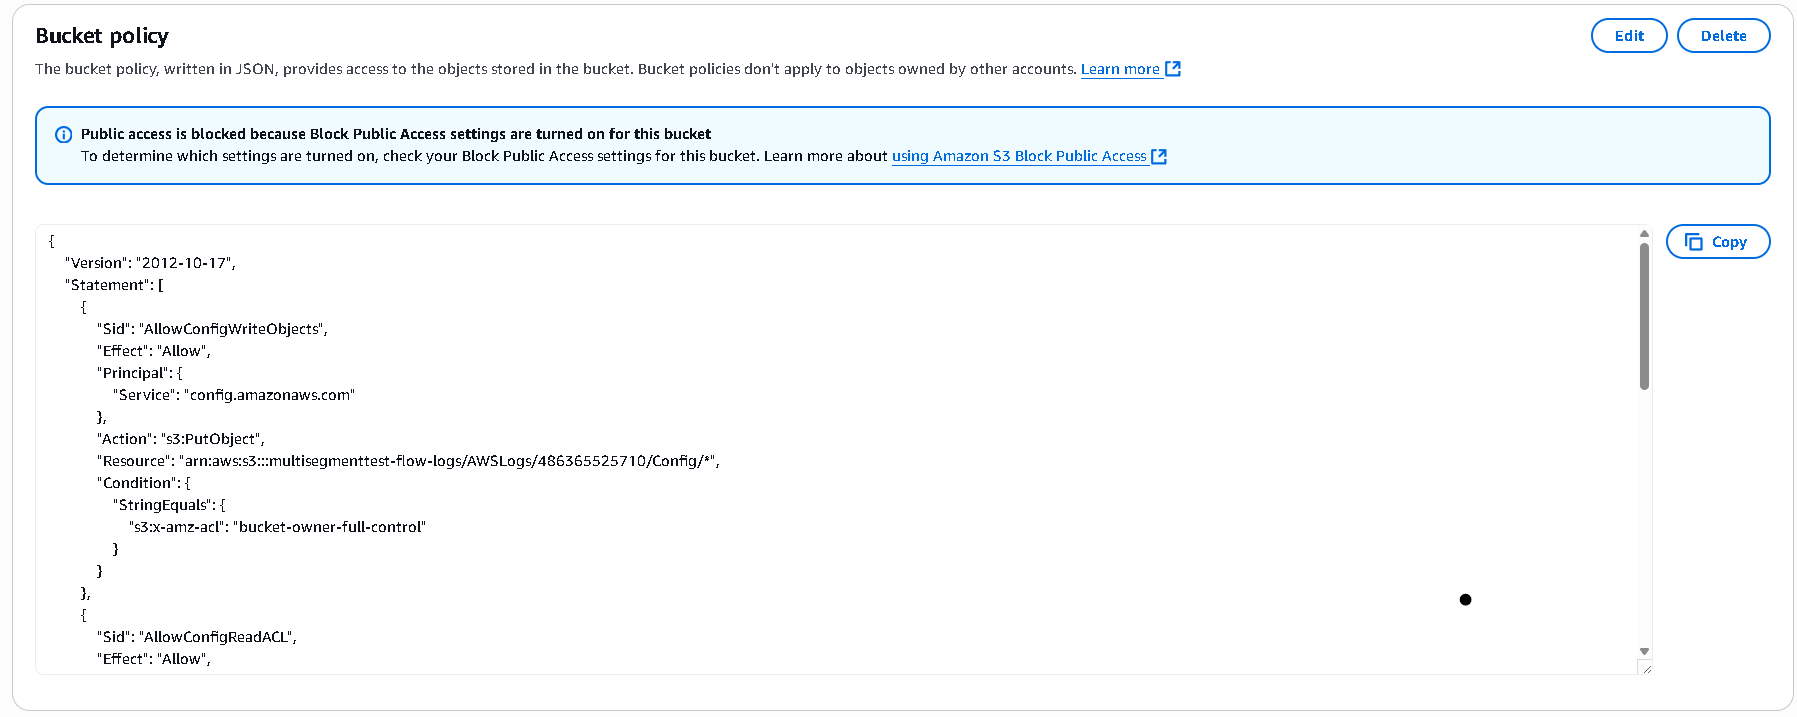 Bucket policy
Edit
Delete
The bucket policy, written in JSON, provides access to the objects stored in the bucket. Bucket policies don't apply to objects owned by other accounts. Learn more
Public access is blocked because Block Public Access settings are turned on for this bucket
To determine which settings are turned on, check your Block Public Access settings for this bucket. Learn more about using Amazon S3 Block Public Access
Copy
{
"Version": "2012-10-17",
"Statement": [
{
"Sid": "AllowConfigWriteObjects",
"Effect": "Allow",
"Principal": {
"Service": "config.amazonaws.com"
},
"Action": "s3:PutObject",
"Resource": "arn:aws:s3:::multisegmenttest-flow-logs/AWSLogs/486365525710/Config/*",
"Condition": {
"StringEquals": {
"s3:x-amz-acl": "bucket-owner-full-control"
}
}
},
{
"Sid": "AllowConfigReadACL",
"Effect": "Allow",